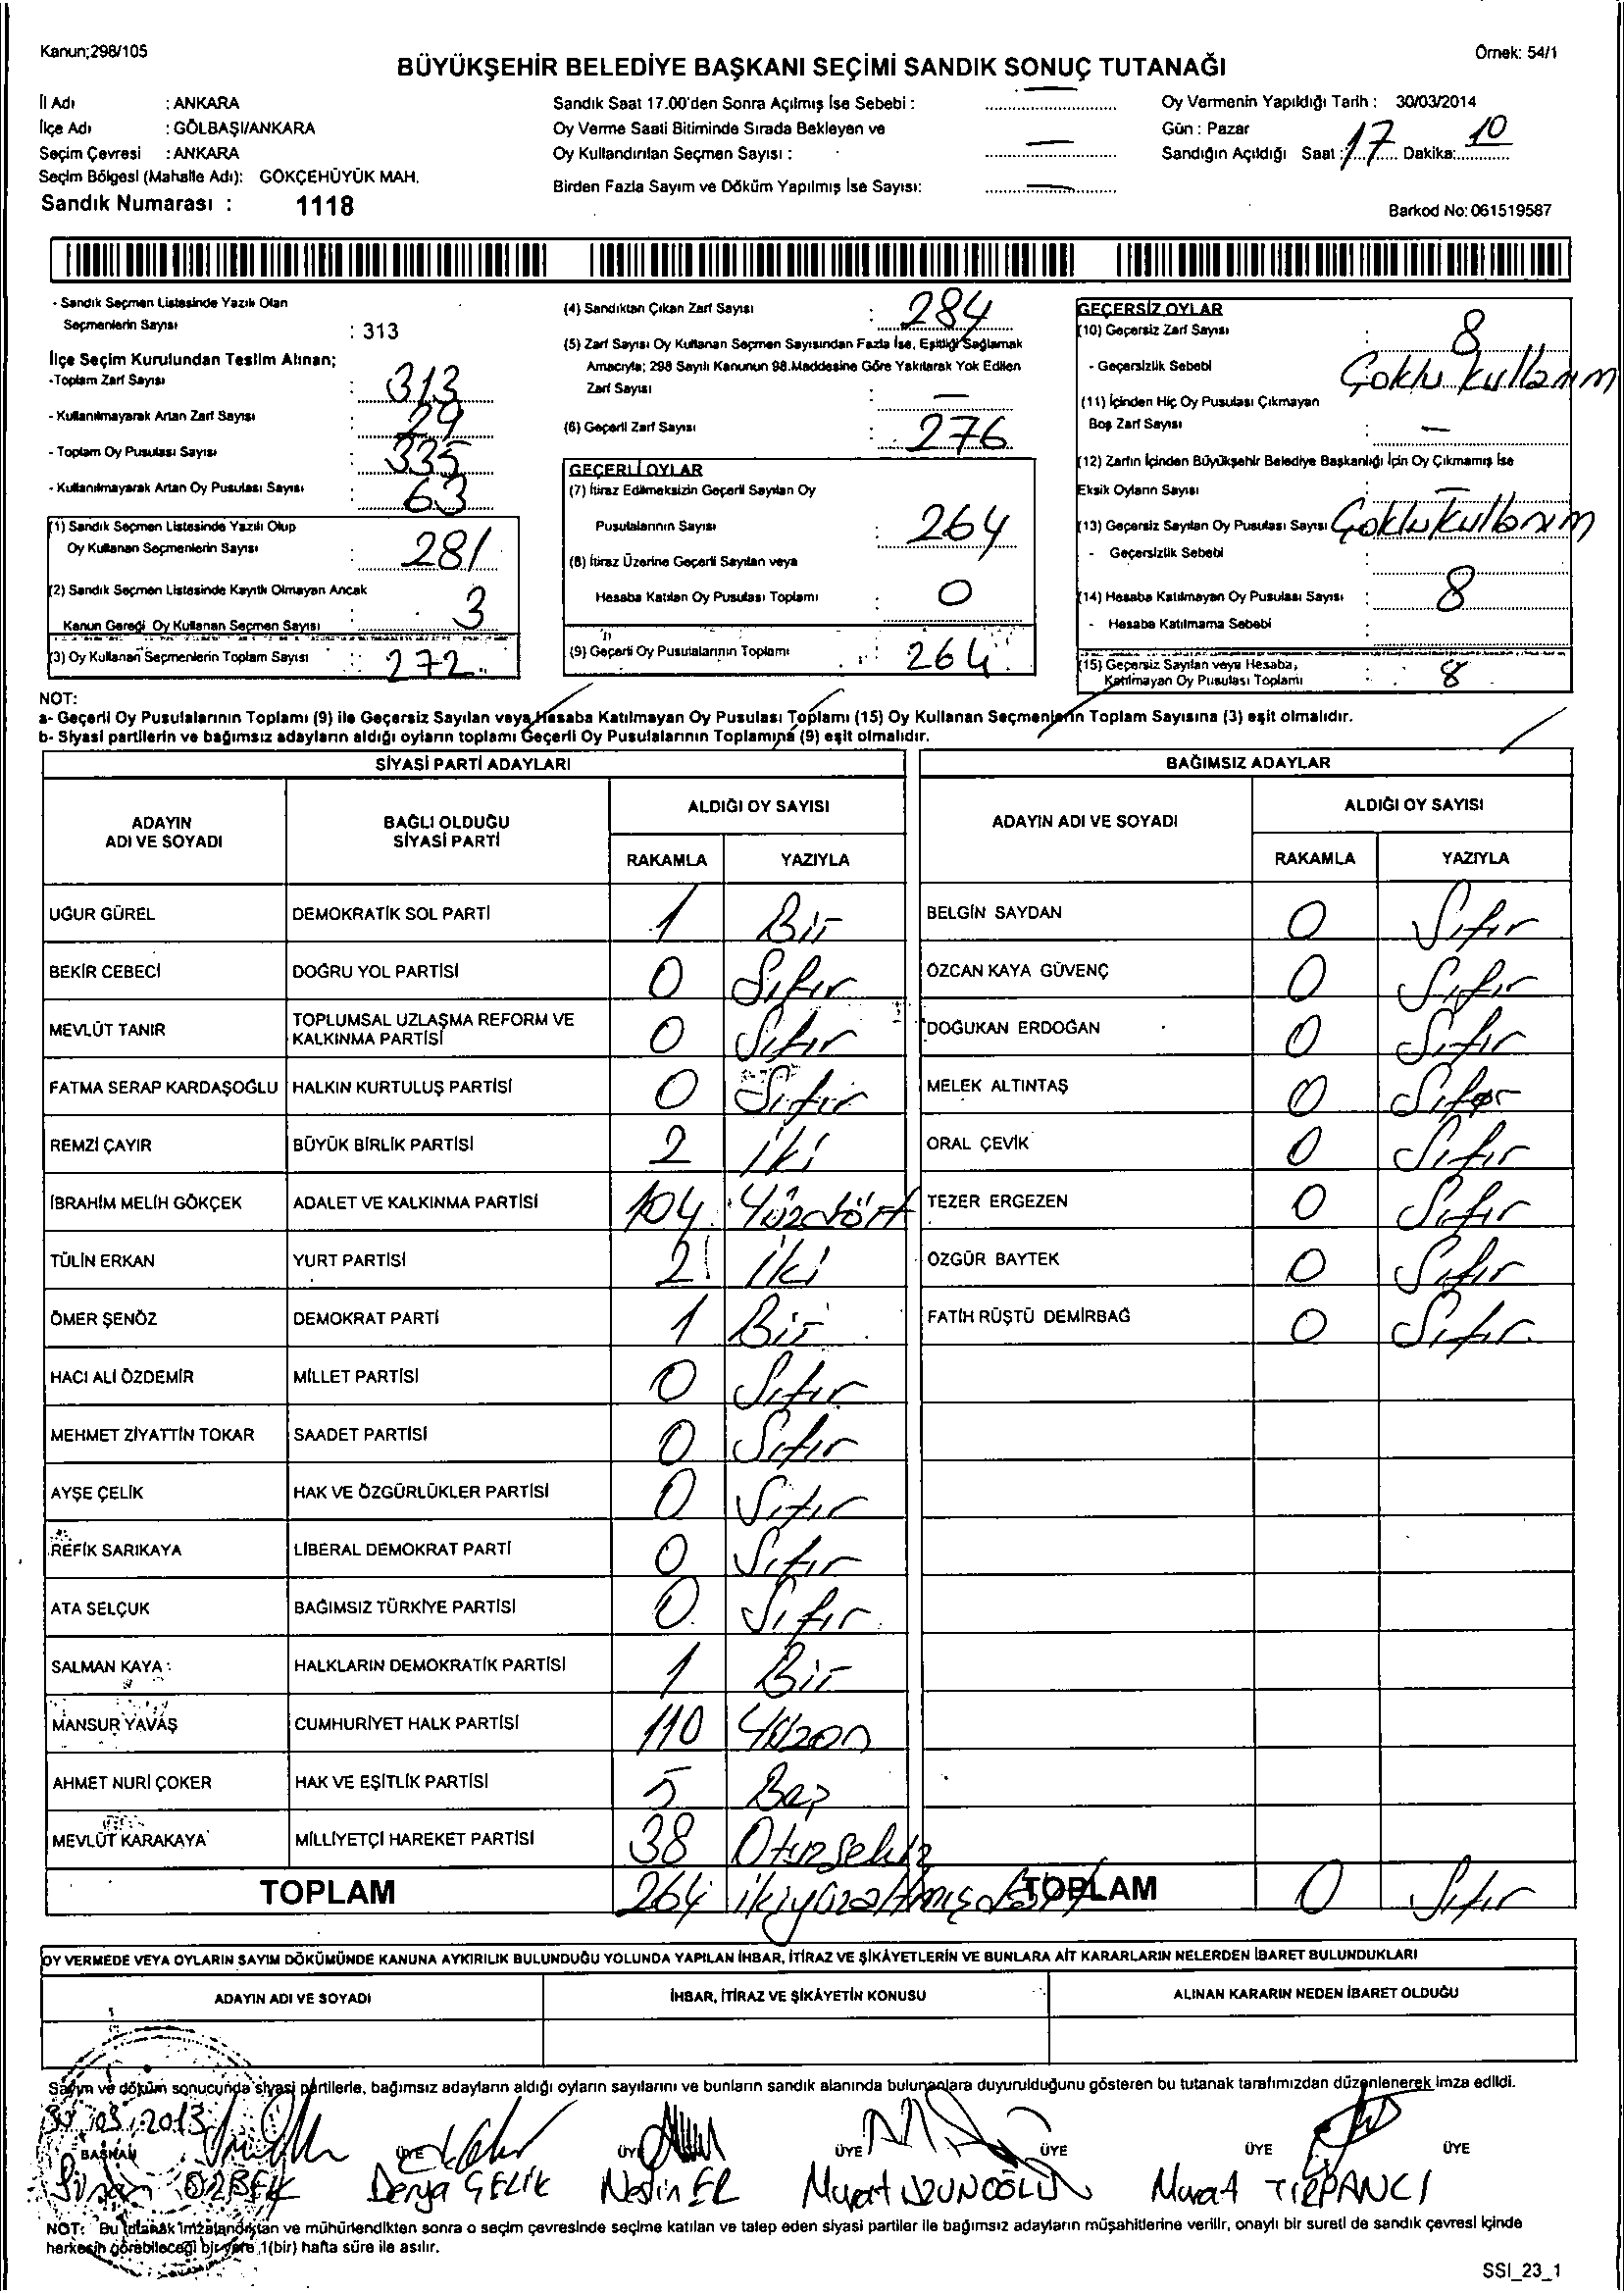 Kanun;298/105
Örnek: 54/1
BÜYÜKŞEHİR BELEDİYE BAŞKANI SEÇİMİ SANDIK SONUÇ TUTANAĞI
İl Adı : ANKARA
İlçe Adı : GÖLBAŞI/ANKARA
Seçim Çevresi : ANKARA
Seçim Bölgesi (Mahalle Adı): GÖKÇEHÜYÜK MAH.
Sandık Numarası : 1118
Sandık Saat 17.00'den Sonra Açılmış İse Sebebi : —
Oy Verme Saati Bitiminde Sırada Bekleyen ve
Oy Kullandırılan Seçmen Sayısı : —
Birden Fazla Sayım ve Döküm Yapılmış İse Sayısı: —
Oy Vermenin Yapıldığı Tarih : 30/03/2014
Gün : Pazar
Sandığın Açıldığı Saat : 17 Dakika: 10
Barkod No: 061519587
- Sandık Seçmen Listesinde Yazılı Olan
Seçmenlerin Sayısı : 313
İlçe Seçim Kurulundan Teslim Alınan;
-Toplam Zarf Sayısı : 313
- Kullanılmayarak Artan Zarf Sayısı : 29
- Toplam Oy Pusulası Sayısı : 335
- Kullanılmayarak Artan Oy Pusulası Sayısı : 63
(1) Sandık Seçmen Listesinde Yazılı Olup
Oy Kullanan Seçmenlerin Sayısı : 281
(2) Sandık Seçmen Listesinde Kayıtlı Olmayan Ancak
Kanun Gereği Oy Kullanan Seçmen Sayısı : 3
(3) Oy Kullanan Seçmenlerin Toplam Sayısı : 272
(4) Sandıktan Çıkan Zarf Sayısı : 284
(5) Zarf Sayısı Oy Kullanan Seçmen Sayısından Fazla İse, Eşitliği Sağlamak
Amacıyla; 298 Sayılı Kanunun 98.Maddesine Göre Yakılarak Yok Edilen
Zarf Sayısı : —
(6) Geçerli Zarf Sayısı : 276
GEÇERLİ OYLAR
(7) İtiraz Edilmeksizin Geçerli Sayılan Oy
Pusulalarının Sayısı : 264
(8) İtiraz Üzerine Geçerli Sayılan veya
Hesaba Katılan Oy Pusulası Toplamı : 0
(9) Geçerli Oy Pusulalarının Toplamı : 264
GEÇERSİZ OYLAR
(10) Geçersiz Zarf Sayısı : 8
- Geçersizlik Sebebi Çoklu kullanım
(11) İçinden Hiç Oy Pusulası Çıkmayan
Boş Zarf Sayısı : —
(12) Zarfın İçinden Büyükşehir Belediye Başkanlığı İçin Oy Çıkmamış İse
Eksik Oyların Sayısı : —
(13) Geçersiz Sayılan Oy Pusulası Sayısı Çoklu kullanım
- Geçersizlik Sebebi :
(14) Hesaba Katılmayan Oy Pusulası Sayısı : 8
- Hesaba Katılmama Sebebi :
(15) Geçersiz Sayılan veya Hesaba,
Katılmayan Oy Pusulası Toplamı : 8
NOT:
a- Geçerli Oy Pusulalarının Toplamı (9) ile Geçersiz Sayılan veya Hesaba Katılmayan Oy Pusulası Toplamı (15) Oy Kullanan Seçmenlerin Toplam Sayısına (3) eşit olmalıdır.
b- Siyasi partilerin ve bağımsız adayların aldığı oyların toplamı Geçerli Oy Pusulalarının Toplamına (9) eşit olmalıdır.
SİYASİ PARTİ ADAYLARI
ADAYIN ADI VE SOYADI
BAĞLI OLDUĞU SİYASİ PARTİ
ALDIĞI OY SAYISI
RAKAMLA YAZIYLA
UĞUR GÜREL DEMOKRATİK SOL PARTİ 1 Bir
BEKİR CEBECİ DOĞRU YOL PARTİSİ 0 Sıfır
MEVLÜT TANIR TOPLUMSAL UZLAŞMA REFORM VE KALKINMA PARTİSİ 0 Sıfır
FATMA SERAP KARDAŞOĞLU HALKIN KURTULUŞ PARTİSİ 0 Sıfır
REMZİ ÇAYIR BÜYÜK BİRLİK PARTİSİ 2 iki
İBRAHİM MELİH GÖKÇEK ADALET VE KALKINMA PARTİSİ 104 Yüzdört
TÜLİN ERKAN YURT PARTİSİ 2 iki
ÖMER ŞENÖZ DEMOKRAT PARTİ 1 Bir
HACI ALİ ÖZDEMİR MİLLET PARTİSİ 0 Sıfır
MEHMET ZİYATTİN TOKAR SAADET PARTİSİ 0 Sıfır
AYŞE ÇELİK HAK VE ÖZGÜRLÜKLER PARTİSİ 0 Sıfır
REFİK SARIKAYA LİBERAL DEMOKRAT PARTİ 0 Sıfır
ATA SELÇUK BAĞIMSIZ TÜRKİYE PARTİSİ 0 Sıfır
SALMAN KAYA HALKLARIN DEMOKRATİK PARTİSİ 1 Bir
MANSUR YAVAŞ CUMHURİYET HALK PARTİSİ 110 Yüzon
AHMET NURİ ÇOKER HAK VE EŞİTLİK PARTİSİ 5 Beş
MEVLÜT KARAKAYA MİLLİYETÇİ HAREKET PARTİSİ 38 Otuzsekiz
TOPLAM 264 ikiyüzaltmışdört
BAĞIMSIZ ADAYLAR
ADAYIN ADI VE SOYADI
ALDIĞI OY SAYISI
RAKAMLA YAZIYLA
BELGİN SAYDAN 0 Sıfır
ÖZCAN KAYA GÜVENÇ 0 Sıfır
DOĞUKAN ERDOĞAN 0 Sıfır
MELEK ALTINTAŞ 0 Sıfır
ORAL ÇEVİK 0 Sıfır
TEZER ERGEZEN 0 Sıfır
ÖZGÜR BAYTEK 0 Sıfır
FATİH RÜŞTÜ DEMİRBAĞ 0 Sıfır
TOPLAM 0 Sıfır
OY VERMEDE VEYA OYLARIN SAYIM DÖKÜMÜNDE KANUNA AYKIRILIK BULUNDUĞU YOLUNDA YAPILAN İHBAR, İTİRAZ VE ŞİKÂYETLERİN VE BUNLARA AİT KARARLARIN NELERDEN İBARET BULUNDUKLARI
ADAYIN ADI VE SOYADI
İHBAR, İTİRAZ VE ŞİKÂYETİN KONUSU
ALINAN KARARIN NEDEN İBARET OLDUĞU
Sayım ve döküm sonucunda siyasi partilerle, bağımsız adayların aldığı oyların sayılarını ve bunların sandık alanında bulunanlara duyurulduğunu gösteren bu tutanak tarafımızdan düzenlenerek imza edildi.
30.03.2013
BAŞKAN ÜYE ÜYE ÜYE ÜYE ÜYE ÜYE
Sinan ÖZBEK Derya ÇELİK Nesrin ER Murat UZUNOĞLU Murat TIRPANCI
NOT: Bu tutanak imzalandıktan ve mühürlendikten sonra o seçim çevresinde seçime katılan ve talep eden siyasi partiler ile bağımsız adayların müşahitlerine verilir, onaylı bir sureti de sandık çevresi içinde
herkesin görebileceği bir yere 1(bir) hafta süre ile asılır.
SSI_23_1